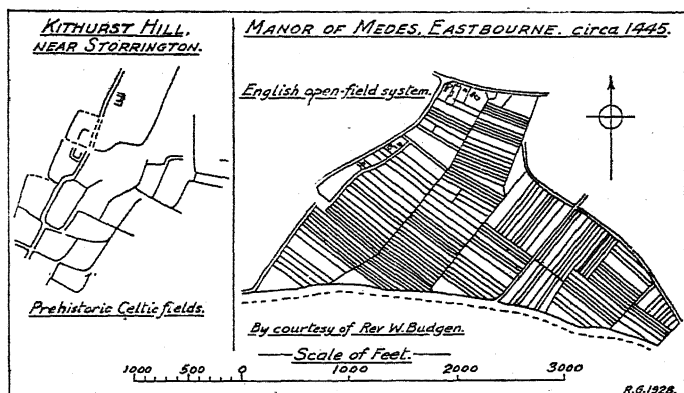 KITHURST HILL,
NEAR STORRINGTON.
Prehistoric Celtic fields.
MANOR OF MEDES, EASTBOURNE. circa 1445.
English open-field system.
By courtesy of Rev W. Budgen.
Scale of Feet.
1000 500 0 1000 2000 3000
R.G. 1928.